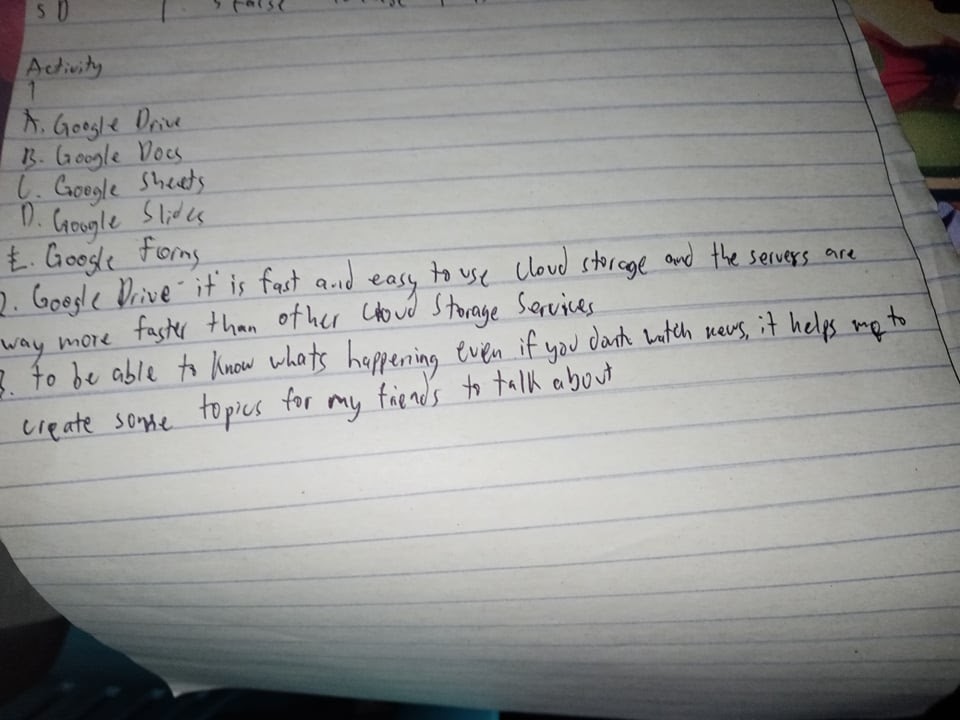 5 D
Activity
1
A. Google Drive
B. Google Docs
C. Google Sheets
D. Google Slides
E. Google Forms
2. Google Drive - it is fast and easy to use cloud storage and the servers are
way more faster than other Cloud Storage Services
3. to be able to know whats happening even if you dont watch news, it helps me to
create some topics for my friends to talk about